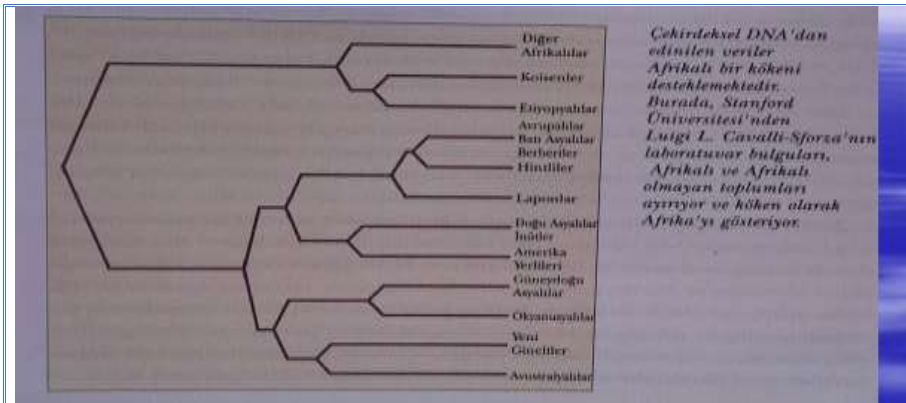 Diğer
Afrikalılar
Koisenler
Etiyopyalılar
Avrupalılar
Batı Asyalılar
Berberiler
Hintliler
Laponlar
Doğu Asyalılar
İnûtler
Amerika
Yerlileri
Güneydoğu
Asyalılar
Okyanusyalılar
Yeni
Gineliler
Avustralyalılar
Çekirdeksel DNA'dan
edinilen veriler
Afrikalı bir kökeni
desteklemektedir.
Burada, Stanford
Üniversitesi'nden
Luigi L. Cavalli-Sforza'nın
laboratuvar bulguları,
Afrikalı ve Afrikalı
olmayan toplumları
ayırıyor ve köken olarak
Afrika'yı gösteriyor.